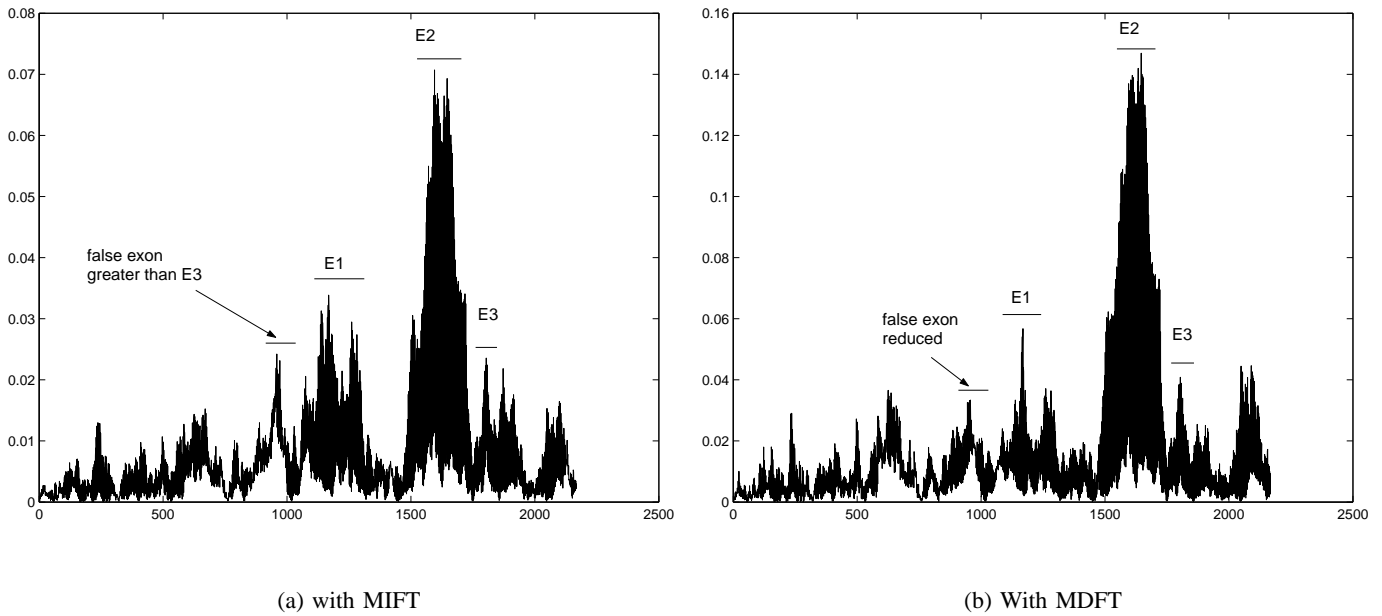 0.08
0.07
0.06
0.05
0.04
0.03
0.02
0.01
0
0
500
1000
1500
2000
2500
E2
E1
E3
false exon
greater than E3
(a) with MIFT
0.16
0.14
0.12
0.1
0.08
0.06
0.04
0.02
0
0
500
1000
1500
2000
2500
E2
E1
E3
false exon
reduced
(b) With MDFT